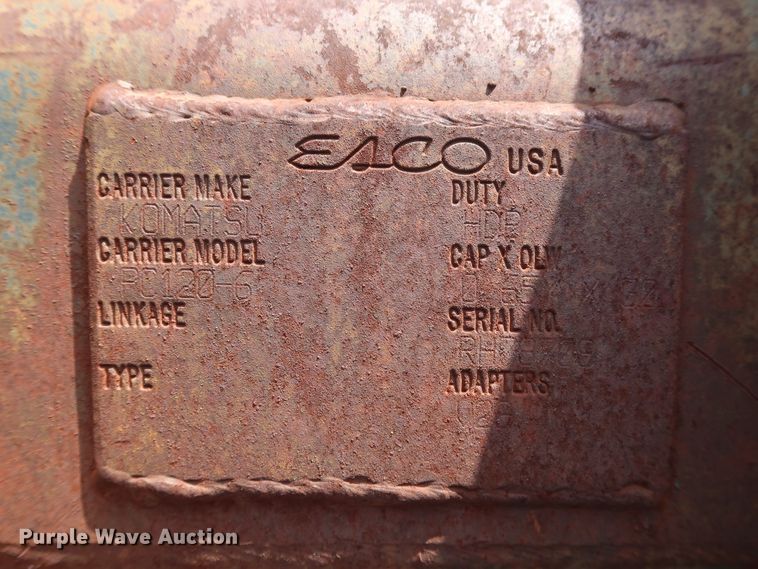 ESCO USA
CARRIER MAKE
KOMATSU
CARRIER MODEL
PC120-6
LINKAGE
TYPE
DUTY
HDP
CAP X OLW
SERIAL NO.
ADAPTERS
Purple Wave Auction